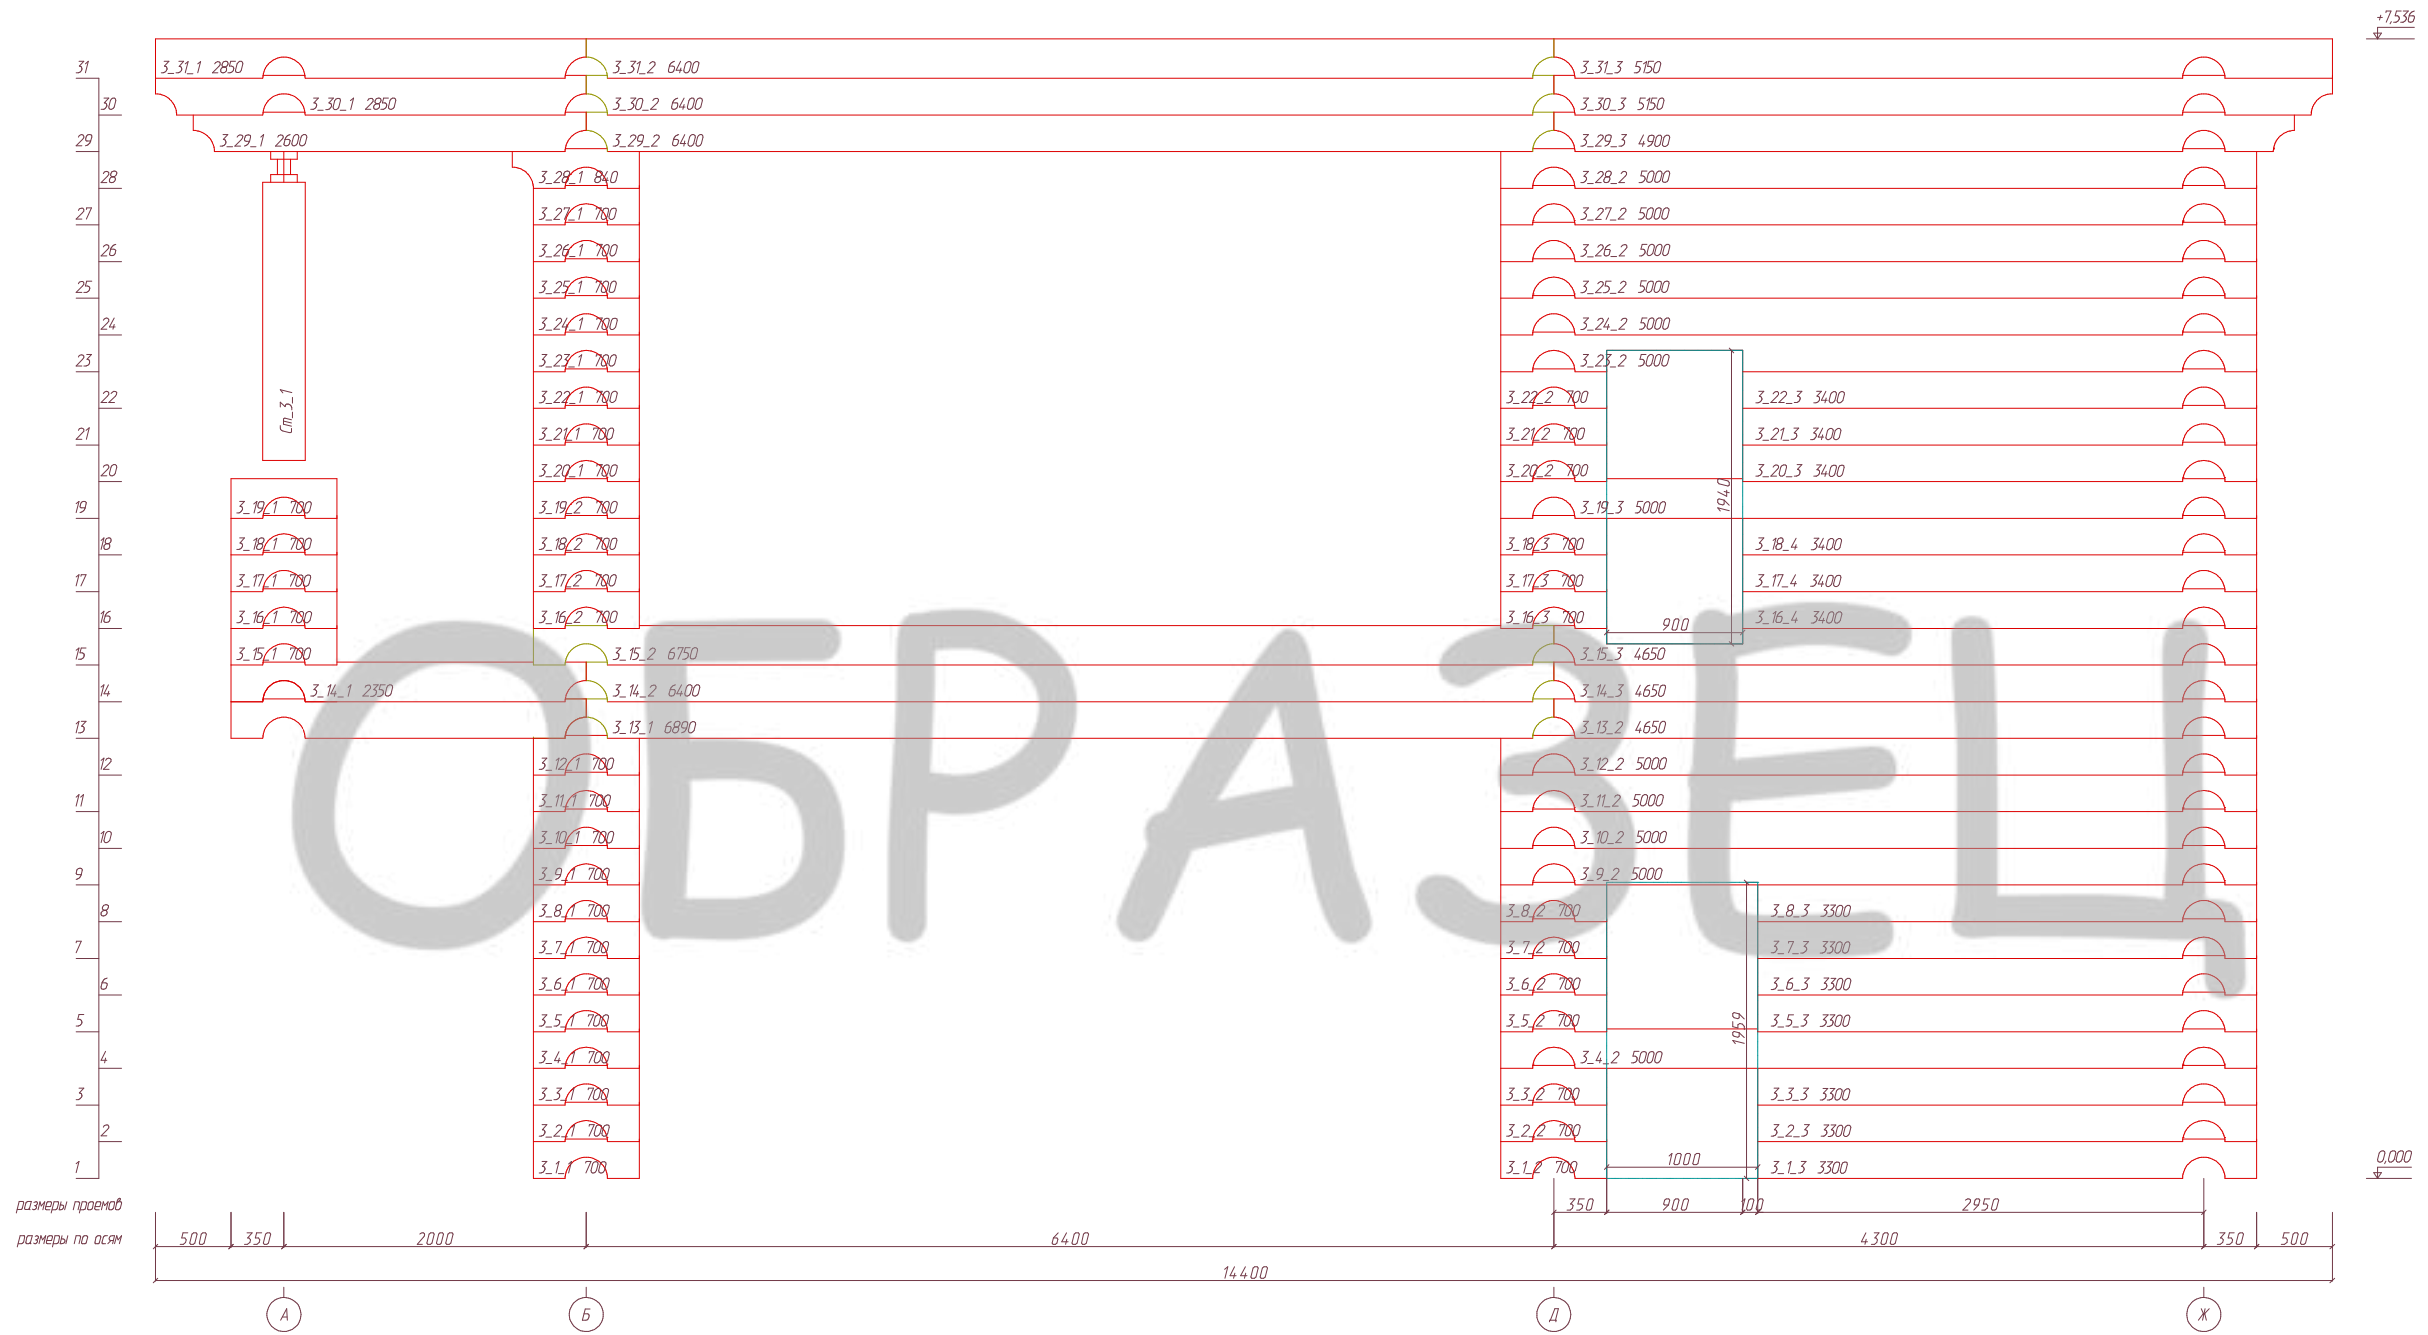 +7,536
31 3_31_1 2850 3_31_2 6400 3_31_3 5150
30 3_30_1 2850 3_30_2 6400 3_30_3 5150
29 3_29_1 2600 3_29_2 6400 3_29_3 4900
28 3_28_1 840 3_28_2 5000
27 3_27_1 700 3_27_2 5000
26 3_26_1 700 3_26_2 5000
25 3_25_1 700 3_25_2 5000
24 3_24_1 700 3_24_2 5000
23 3_23_1 700 3_23_2 5000
22 3_22_1 700 3_22_2 700 3_22_3 3400
Ст_3_1
21 3_21_1 700 3_21_2 700 3_21_3 3400
20 3_20_1 700 3_20_2 700 3_20_3 3400
1940
19 3_19_1 700 3_19_2 700 3_19_3 5000
18 3_18_1 700 3_18_2 700 3_18_3 700 3_18_4 3400
17 3_17_1 700 3_17_2 700 3_17_3 700 3_17_4 3400
16 3_16_1 700 3_16_2 700 3_16_3 700 900 3_16_4 3400
15 3_15_1 700 3_15_2 6750 3_15_3 4650
14 3_14_1 2350 3_14_2 6400 3_14_3 4650
13 3_13_1 6890 3_13_2 4650
12 3_12_1 700 3_12_2 5000
ОБРАЗЕЦ
11 3_11_1 700 3_11_2 5000
10 3_10_1 700 3_10_2 5000
9 3_9_1 700 3_9_2 5000
8 3_8_1 700 3_8_2 700 3_8_3 3300
7 3_7_1 700 3_7_2 700 3_7_3 3300
6 3_6_1 700 3_6_2 700 3_6_3 3300
5 3_5_1 700 3_5_2 700 3_5_3 3300
1959
4 3_4_1 700 3_4_2 5000
3 3_3_1 700 3_3_2 700 3_3_3 3300
2 3_2_1 700 3_2_2 700 3_2_3 3300
1000 0,000
1 3_1_1 700 3_1_2 700 3_1_3 3300
размеры проемов 350 900 100 2950
размеры по осям 500 350 2000 6400 4300 350 500
14400
А Б Д Ж